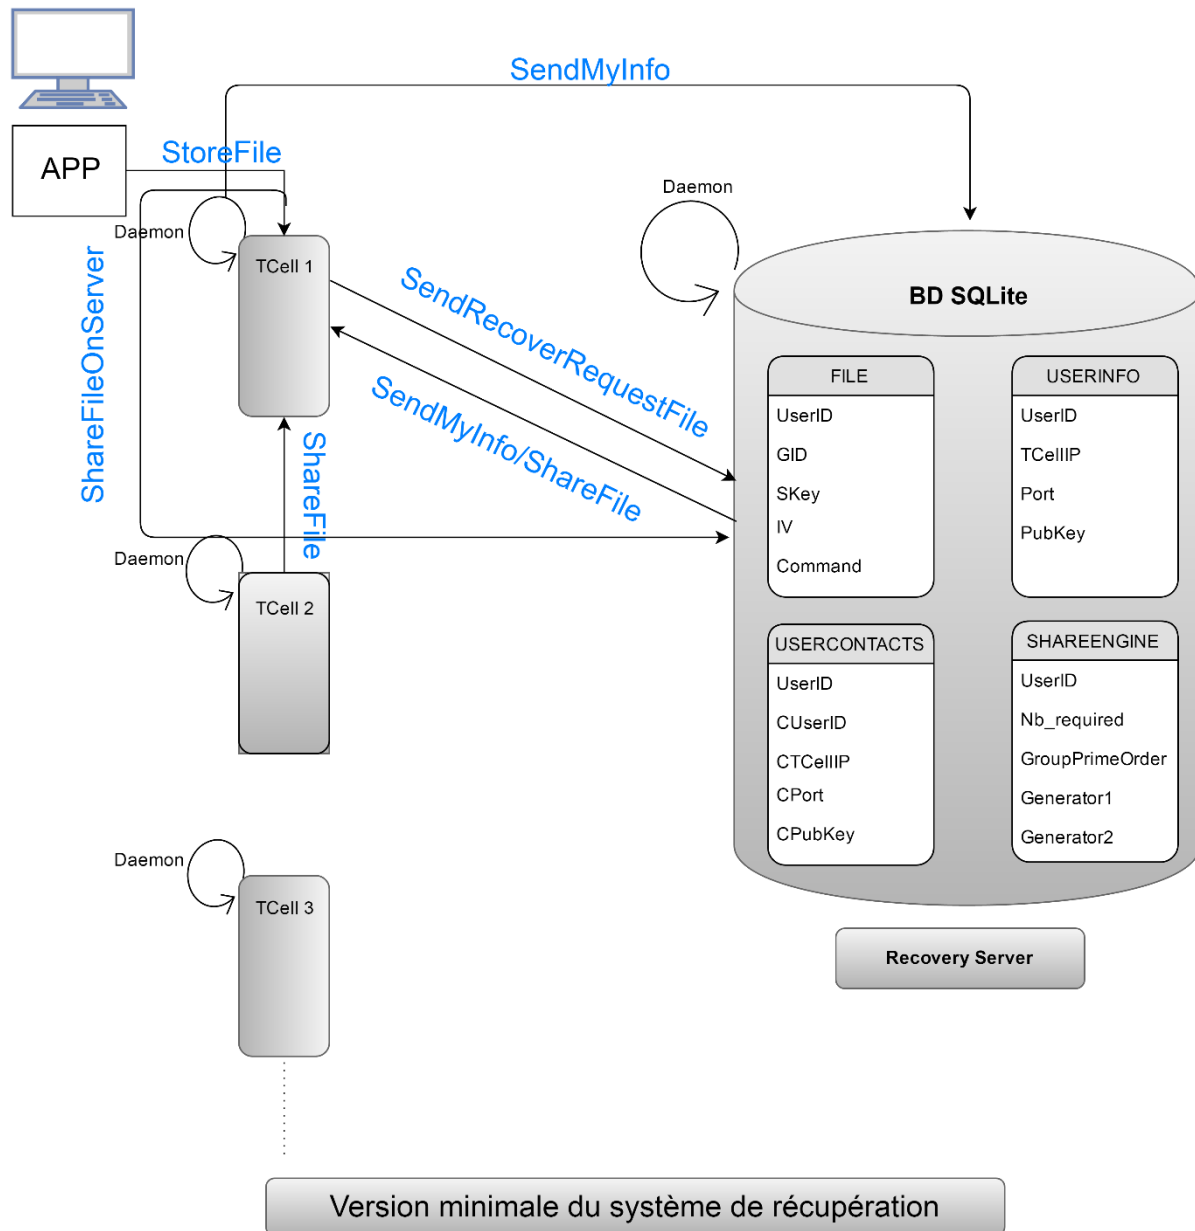 SendMyInfo
APP
StoreFile
Daemon
Daemon
TCell 1
ShareFileOnServer
SendRecoverRequestFile
SendMyInfo/ShareFile
ShareFile
BD SQLite
FILE
UserID
GID
SKey
IV
Command
USERINFO
UserID
TCellIP
Port
PubKey
Daemon
TCell 2
USERCONTACTS
UserID
CUserID
CTCellIP
CPort
CPubKey
SHAREENGINE
UserID
Nb_required
GroupPrimeOrder
Generator1
Generator2
Daemon
TCell 3
Recovery Server
Version minimale du système de récupération